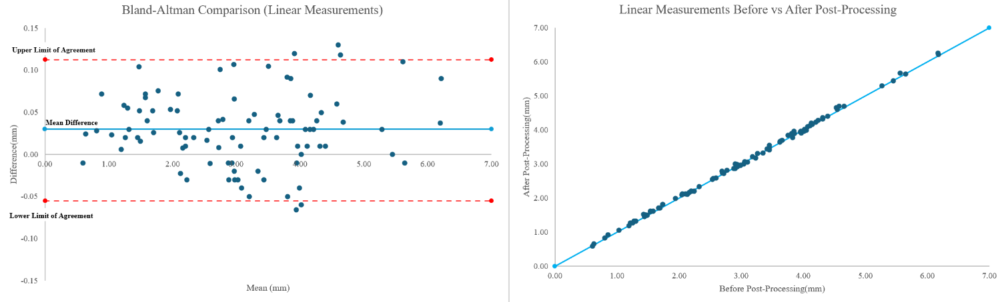 Bland-Altman Comparison (Linear Measurements)
0.15
Upper Limit of Agreement
0.10
0.05
Mean Difference
0.00
0.00 1.00 2.00 3.00 4.00 5.00 6.00 7.00
-0.05
Lower Limit of Agreement
-0.10
-0.15
Difference(mm)
Mean (mm)
Linear Measurements Before vs After Post-Processing
7.00
6.00
5.00
4.00
3.00
2.00
1.00
0.00
0.00 1.00 2.00 3.00 4.00 5.00 6.00 7.00
After Post-Processing(mm)
Before Post-Processing(mm)